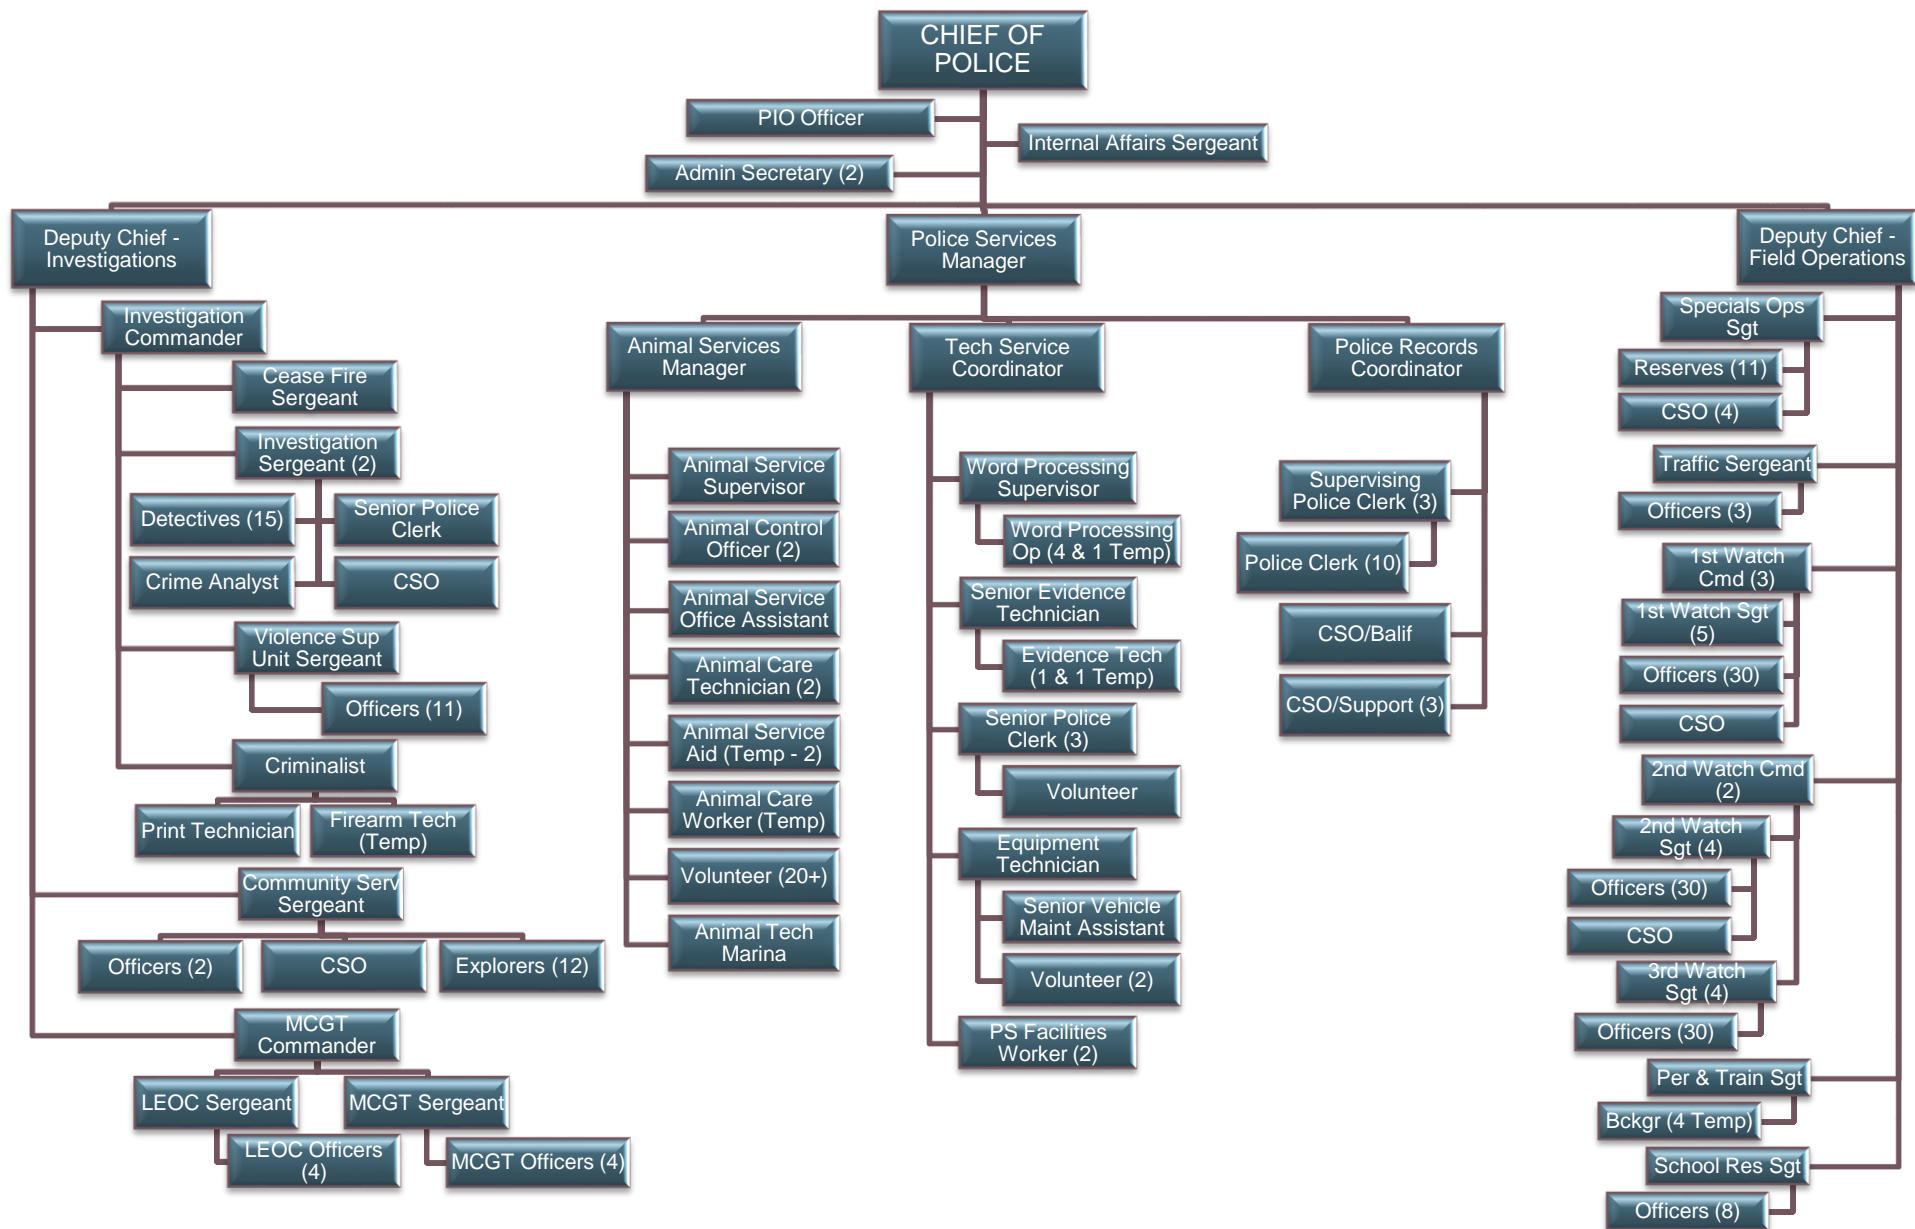 CHIEF OF
POLICE
PIO Officer
Internal Affairs Sergeant
Admin Secretary (2)
Deputy Chief -
Investigations
Police Services
Manager
Deputy Chief -
Field Operations
Investigation
Commander
Cease Fire
Sergeant
Investigation
Sergeant (2)
Detectives (15)
Senior Police
Clerk
Crime Analyst
CSO
Violence Sup
Unit Sergeant
Officers (11)
Criminalist
Print Technician
Firearm Tech
(Temp)
Community Serv
Sergeant
Officers (2)
CSO
Explorers (12)
MCGT
Commander
LEOC Sergeant
MCGT Sergeant
LEOC Officers
(4)
MCGT Officers (4)
Animal Services
Manager
Animal Service
Supervisor
Animal Control
Officer (2)
Animal Service
Office Assistant
Animal Care
Technician (2)
Animal Service
Aid (Temp - 2)
Animal Care
Worker (Temp)
Volunteer (20+)
Animal Tech
Marina
Tech Service
Coordinator
Word Processing
Supervisor
Word Processing
Op (4 & 1 Temp)
Senior Evidence
Technician
Evidence Tech
(1 & 1 Temp)
Senior Police
Clerk (3)
Volunteer
Equipment
Technician
Senior Vehicle
Maint Assistant
Volunteer (2)
PS Facilities
Worker (2)
Police Records
Coordinator
Supervising
Police Clerk (3)
Police Clerk (10)
CSO/Balif
CSO/Support (3)
Specials Ops
Sgt
Reserves (11)
CSO (4)
Traffic Sergeant
Officers (3)
1st Watch
Cmd (3)
1st Watch Sgt
(5)
Officers (30)
CSO
2nd Watch Cmd
(2)
2nd Watch
Sgt (4)
Officers (30)
CSO
3rd Watch
Sgt (4)
Officers (30)
Per & Train Sgt
Bckgr (4 Temp)
School Res Sgt
Officers (8)